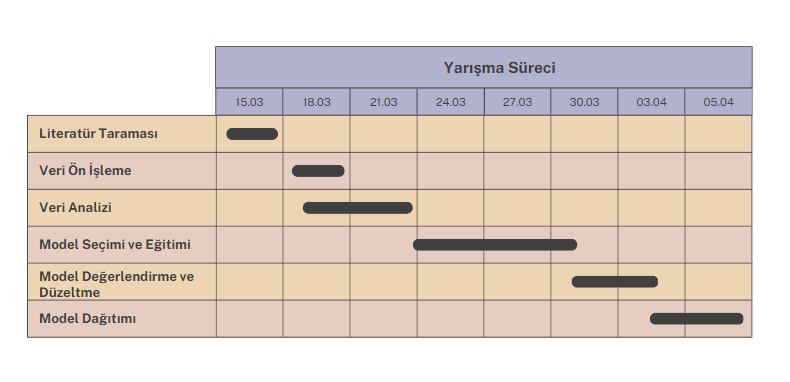 Yarışma Süreci
15.03 18.03 21.03 24.03 27.03 30.03 03.04 05.04
Literatür Taraması
Veri Ön İşleme
Veri Analizi
Model Seçimi ve Eğitimi
Model Değerlendirme ve
Düzeltme
Model Dağıtımı